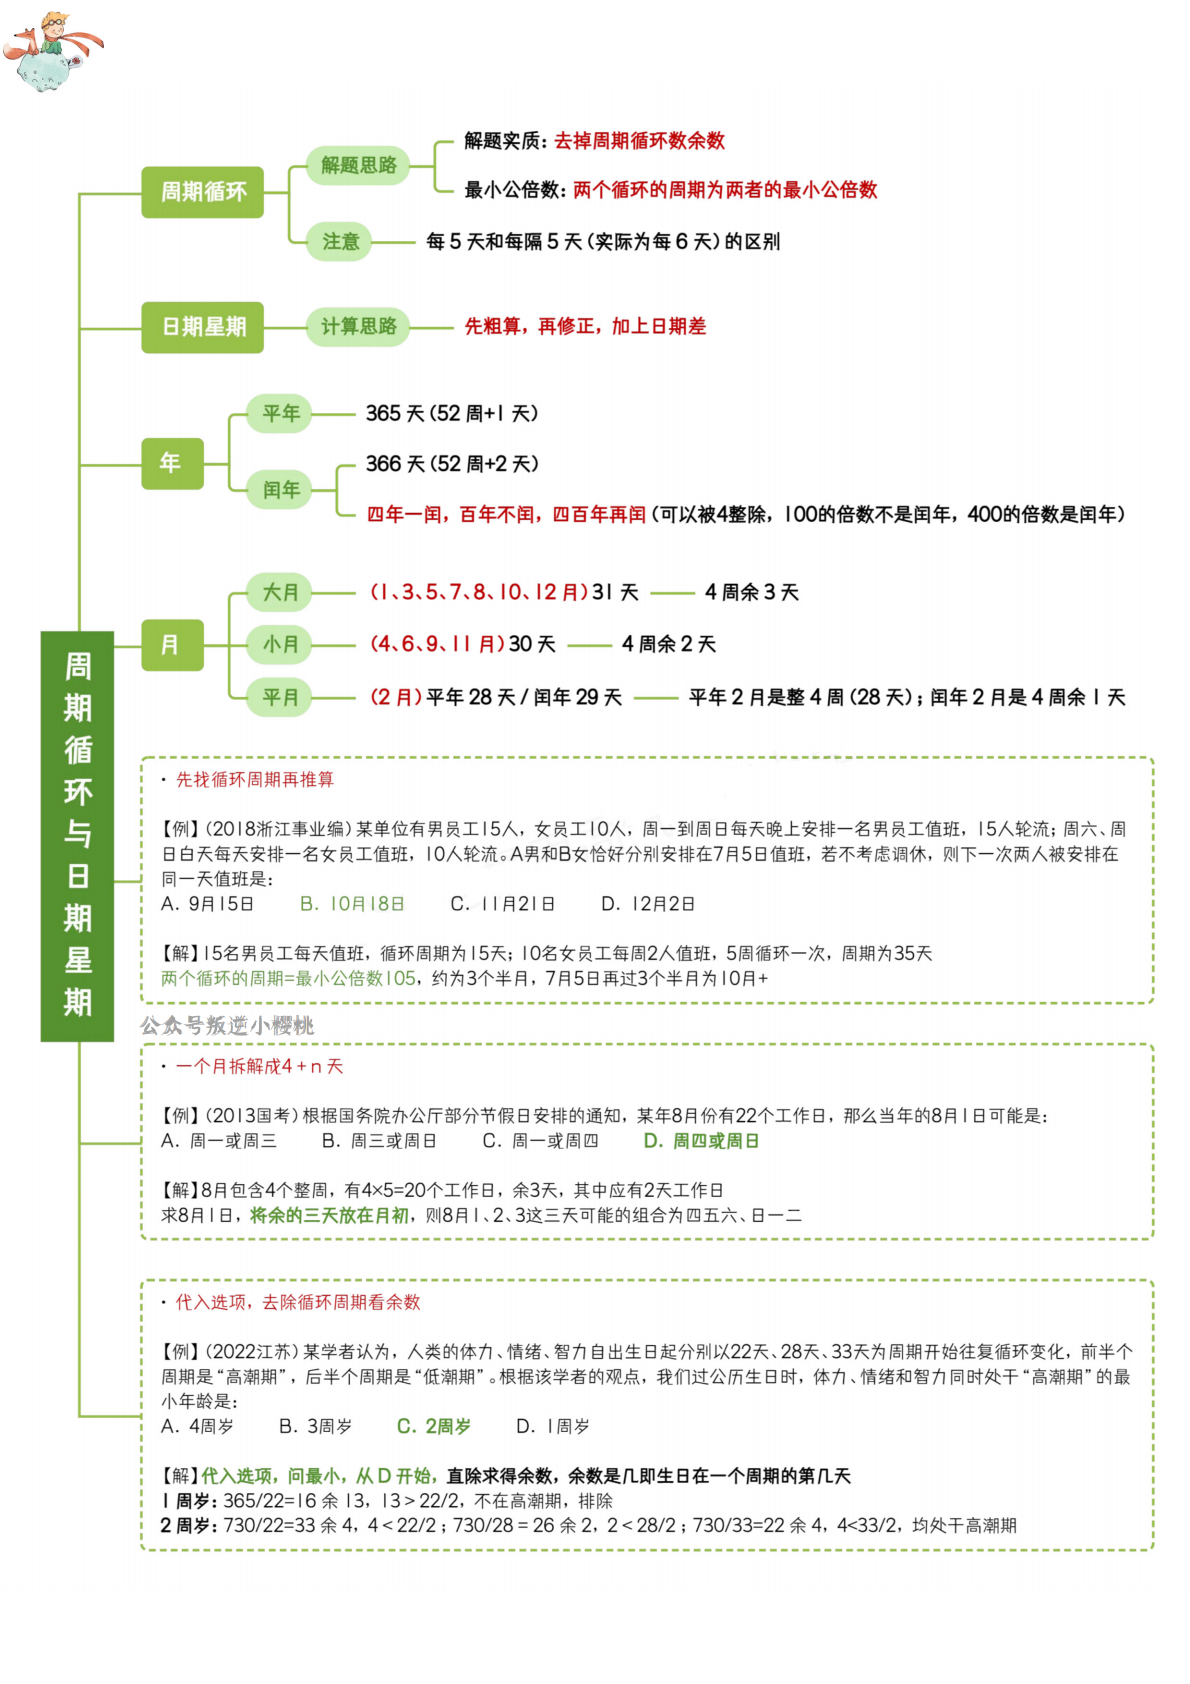 周期循环与日期星期
周期循环
解题思路
解题实质：去掉周期循环数余数
最小公倍数：两个循环的周期为两者的最小公倍数
注意
每 5 天和每隔 5 天（实际为每 6 天）的区别
日期星期
计算思路
先粗算，再修正，加上日期差
年
平年
365 天（52 周+1 天）
闰年
366 天（52 周+2 天）
四年一闰，百年不闰，四百年再闰（可以被4整除，100的倍数不是闰年，400的倍数是闰年）
月
大月
（1、3、5、7、8、10、12 月）31 天 4 周余 3 天
小月
（4、6、9、11 月）30 天 4 周余 2 天
平月
（2 月）平年 28 天 / 闰年 29 天 平年 2 月是整 4 周（28 天）；闰年 2 月是 4 周余 1 天
· 先找循环周期再推算
【例】（2018浙江事业编）某单位有男员工15人，女员工10人，周一到周日每天晚上安排一名男员工值班，15人轮流；周六、周
日白天每天安排一名女员工值班，10人轮流。A男和B女恰好分别安排在7月5日值班，若不考虑调休，则下一次两人被安排在
同一天值班是：
A. 9月15日 B. 10月18日 C. 11月21日 D. 12月2日
【解】15名男员工每天值班，循环周期为15天；10名女员工每周2人值班，5周循环一次，周期为35天
两个循环的周期=最小公倍数105，约为3个半月，7月5日再过3个半月为10月+
公众号叛逆小樱桃
· 一个月拆解成4+n 天
【例】（2013国考）根据国务院办公厅部分节假日安排的通知，某年8月份有22个工作日，那么当年的8月1日可能是：
A. 周一或周三 B. 周三或周日 C. 周一或周四 D. 周四或周日
【解】8月包含4个整周，有4×5=20个工作日，余3天，其中应有2天工作日
求8月1日，将余的三天放在月初，则8月1、2、3这三天可能的组合为四五六、日一二
· 代入选项，去除循环周期看余数
【例】（2022江苏）某学者认为，人类的体力、情绪、智力自出生日起分别以22天、28天、33天为周期开始往复循环变化，前半个
周期是“高潮期”，后半个周期是“低潮期”。根据该学者的观点，我们过公历生日时，体力、情绪和智力同时处于“高潮期”的最
小年龄是：
A. 4周岁 B. 3周岁 C. 2周岁 D. 1周岁
【解】代入选项，问最小，从 D 开始，直除求得余数，余数是几即生日在一个周期的第几天
1 周岁：365/22=16 余 13，13＞22/2，不在高潮期，排除
2 周岁：730/22=33 余 4，4＜22/2；730/28 = 26 余 2，2＜28/2；730/33=22 余 4，4<33/2，均处于高潮期